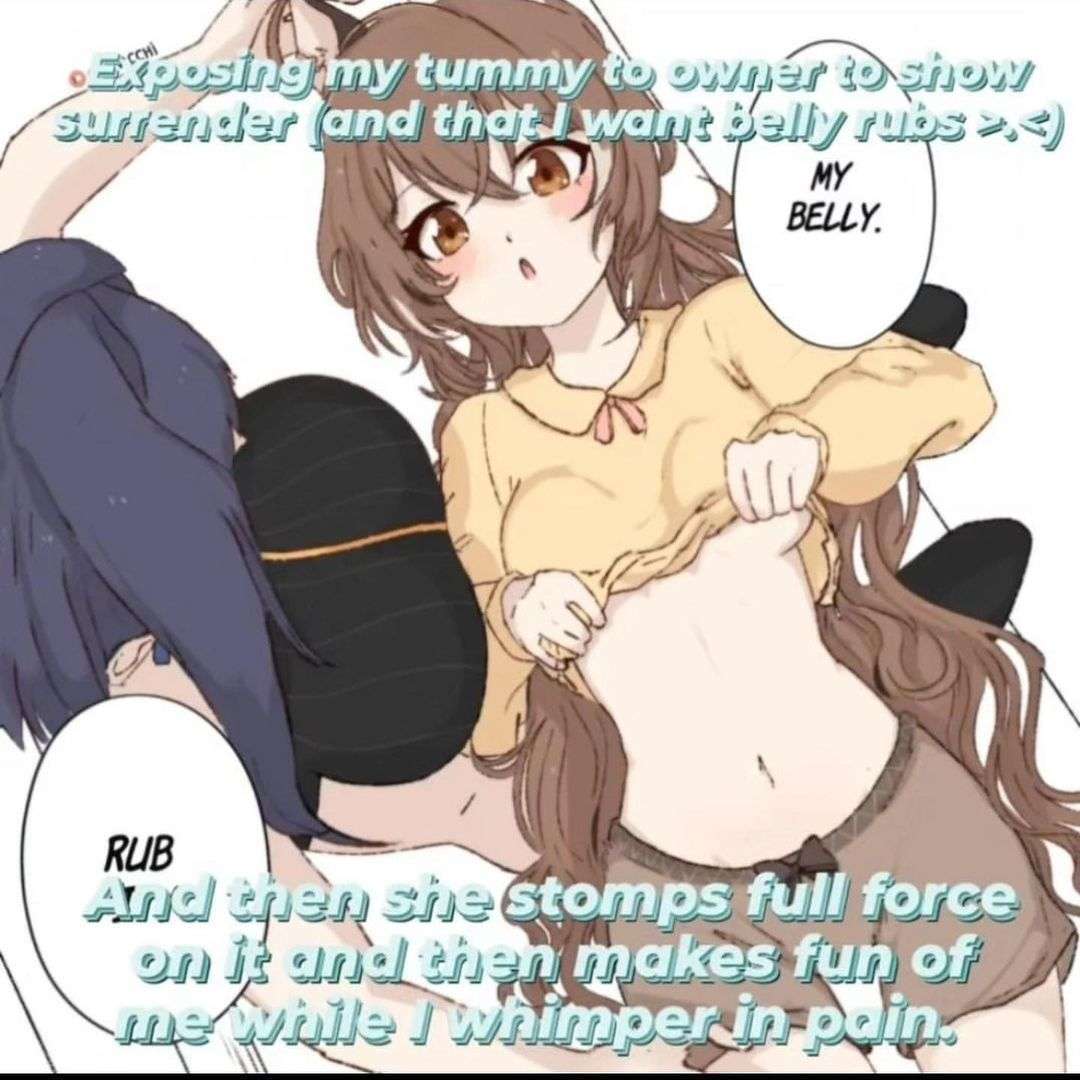 Exposing my tummy to owner to show
surrender (and that I want belly rubs >.<)
MY
BELLY.
RUB
And then she stomps full force
on it and then makes fun of
me while I whimper in pain.